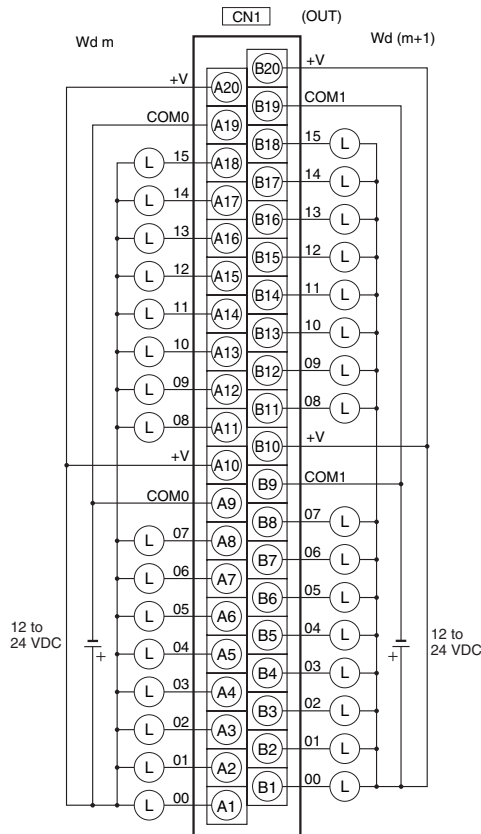 CN1 (OUT)
Wd m Wd (m+1)
B20 +V
+V A20
B19 COM1
COM0 A19
B18 15 L
L 15 A18
B17 14 L
L 14 A17
B16 13 L
L 13 A16
B15 12 L
L 12 A15
B14 11 L
L 11 A14
B13 10 L
L 10 A13
B12 09 L
L 09 A12
B11 08 L
L 08 A11
B10 +V
+V A10
B9 COM1
COM0 A9
B8 07 L
L 07 A8
B7 06 L
L 06 A7
B6 05 L
L 05 A6
B5 04 L
12 to
24 VDC
12 to
24 VDC
L 04 A5
+ +
B4 03 L
L 03 A4
B3 02 L
L 02 A3
B2 01 L
L 01 A2
B1 00 L
L 00 A1